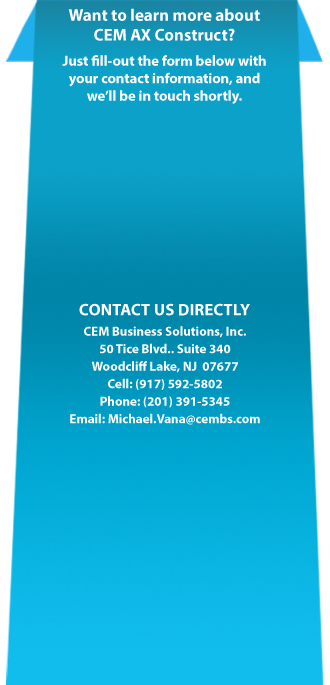 Want to learn more about
CEM AX Construct?
Just fill-out the form below with
your contact information, and
we’ll be in touch shortly.
CONTACT US DIRECTLY
CEM Business Solutions, Inc.
50 Tice Blvd.. Suite 340
Woodcliff Lake, NJ  07677
Cell: (917) 592-5802
Phone: (201) 391-5345
Email: Michael.Vana@cembs.com